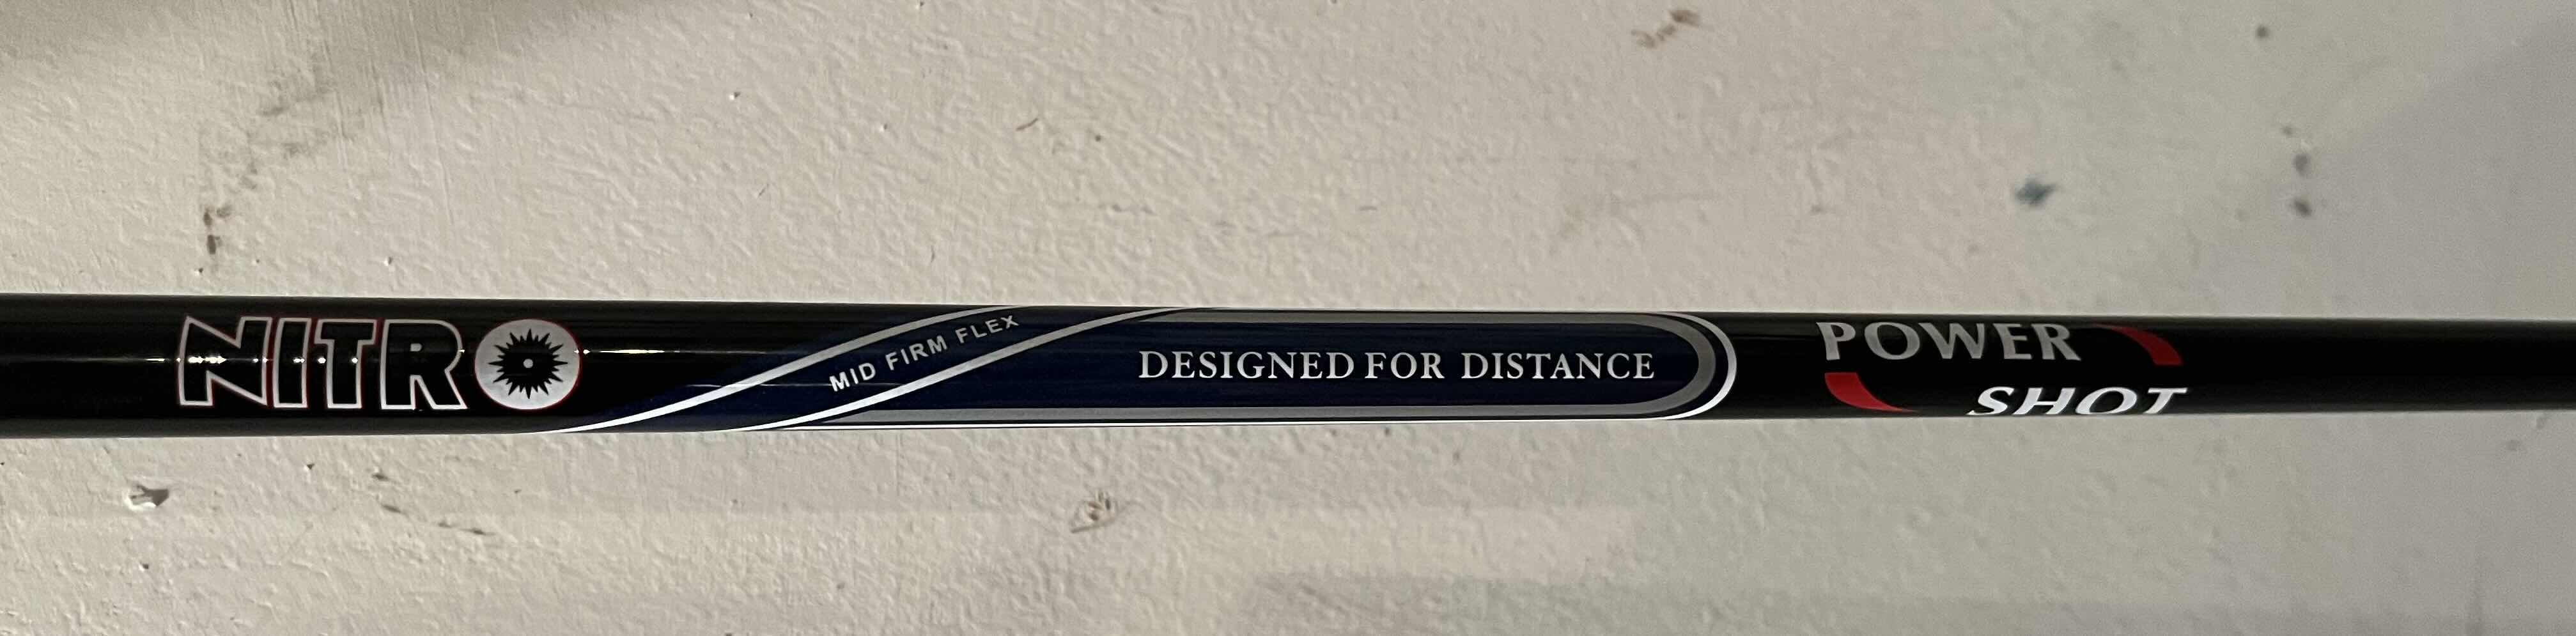 NITRO
MID FIRM FLEX
DESIGNED FOR DISTANCE
POWER
SHOT